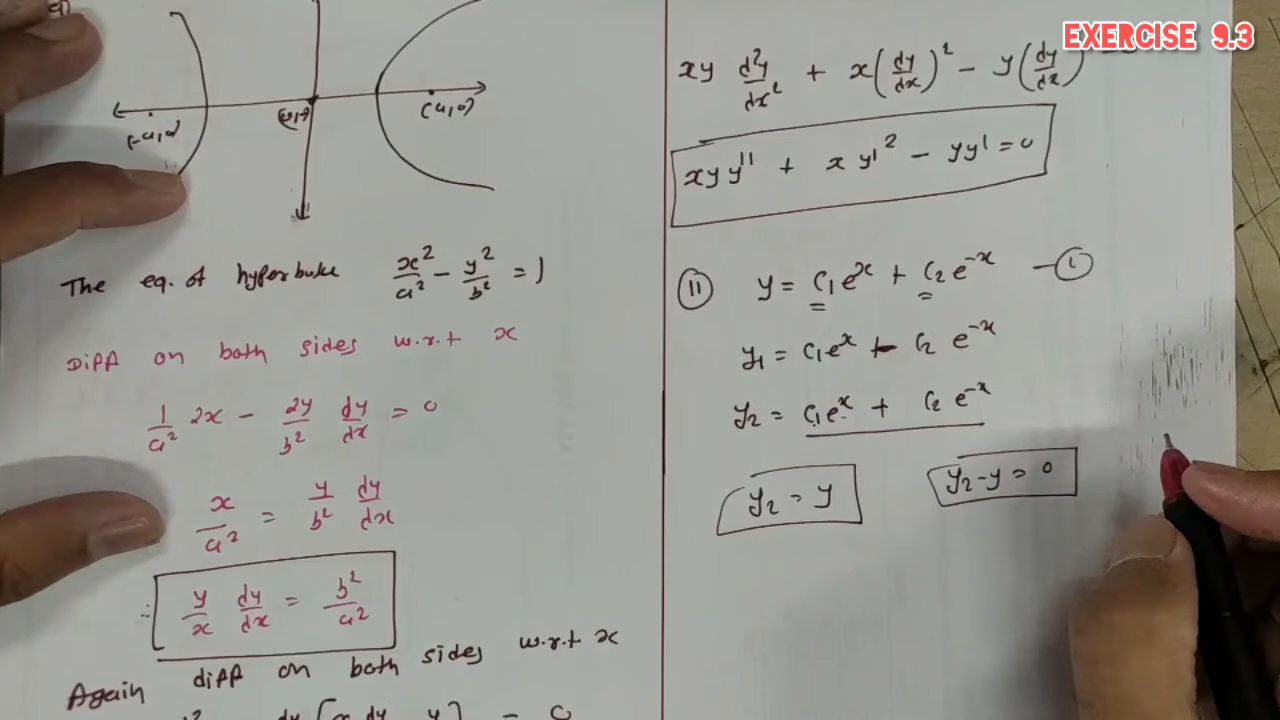 EXERCISE 9.3
(-a,0)
(a,0)
The eq. of hyperbola x²/a² - y²/b² = 1
Diff on both sides w.r.t x
1/a² 2x - 2y/b² dy/dx = 0
x/a² = y/b² dy/dx
∴ y/x dy/dx = b²/a²
Again diff on both sides w.r.t x
xy d²y/dx² + x(dy/dx)² - y(dy/dx)
xyy'' + xy'² - yy' = 0
11 y = c₁eˣ + c₂e⁻ˣ —①
y₁ = c₁eˣ - c₂ e⁻ˣ
y₂ = c₁eˣ + c₂e⁻ˣ
y₂ = y y₂-y = 0